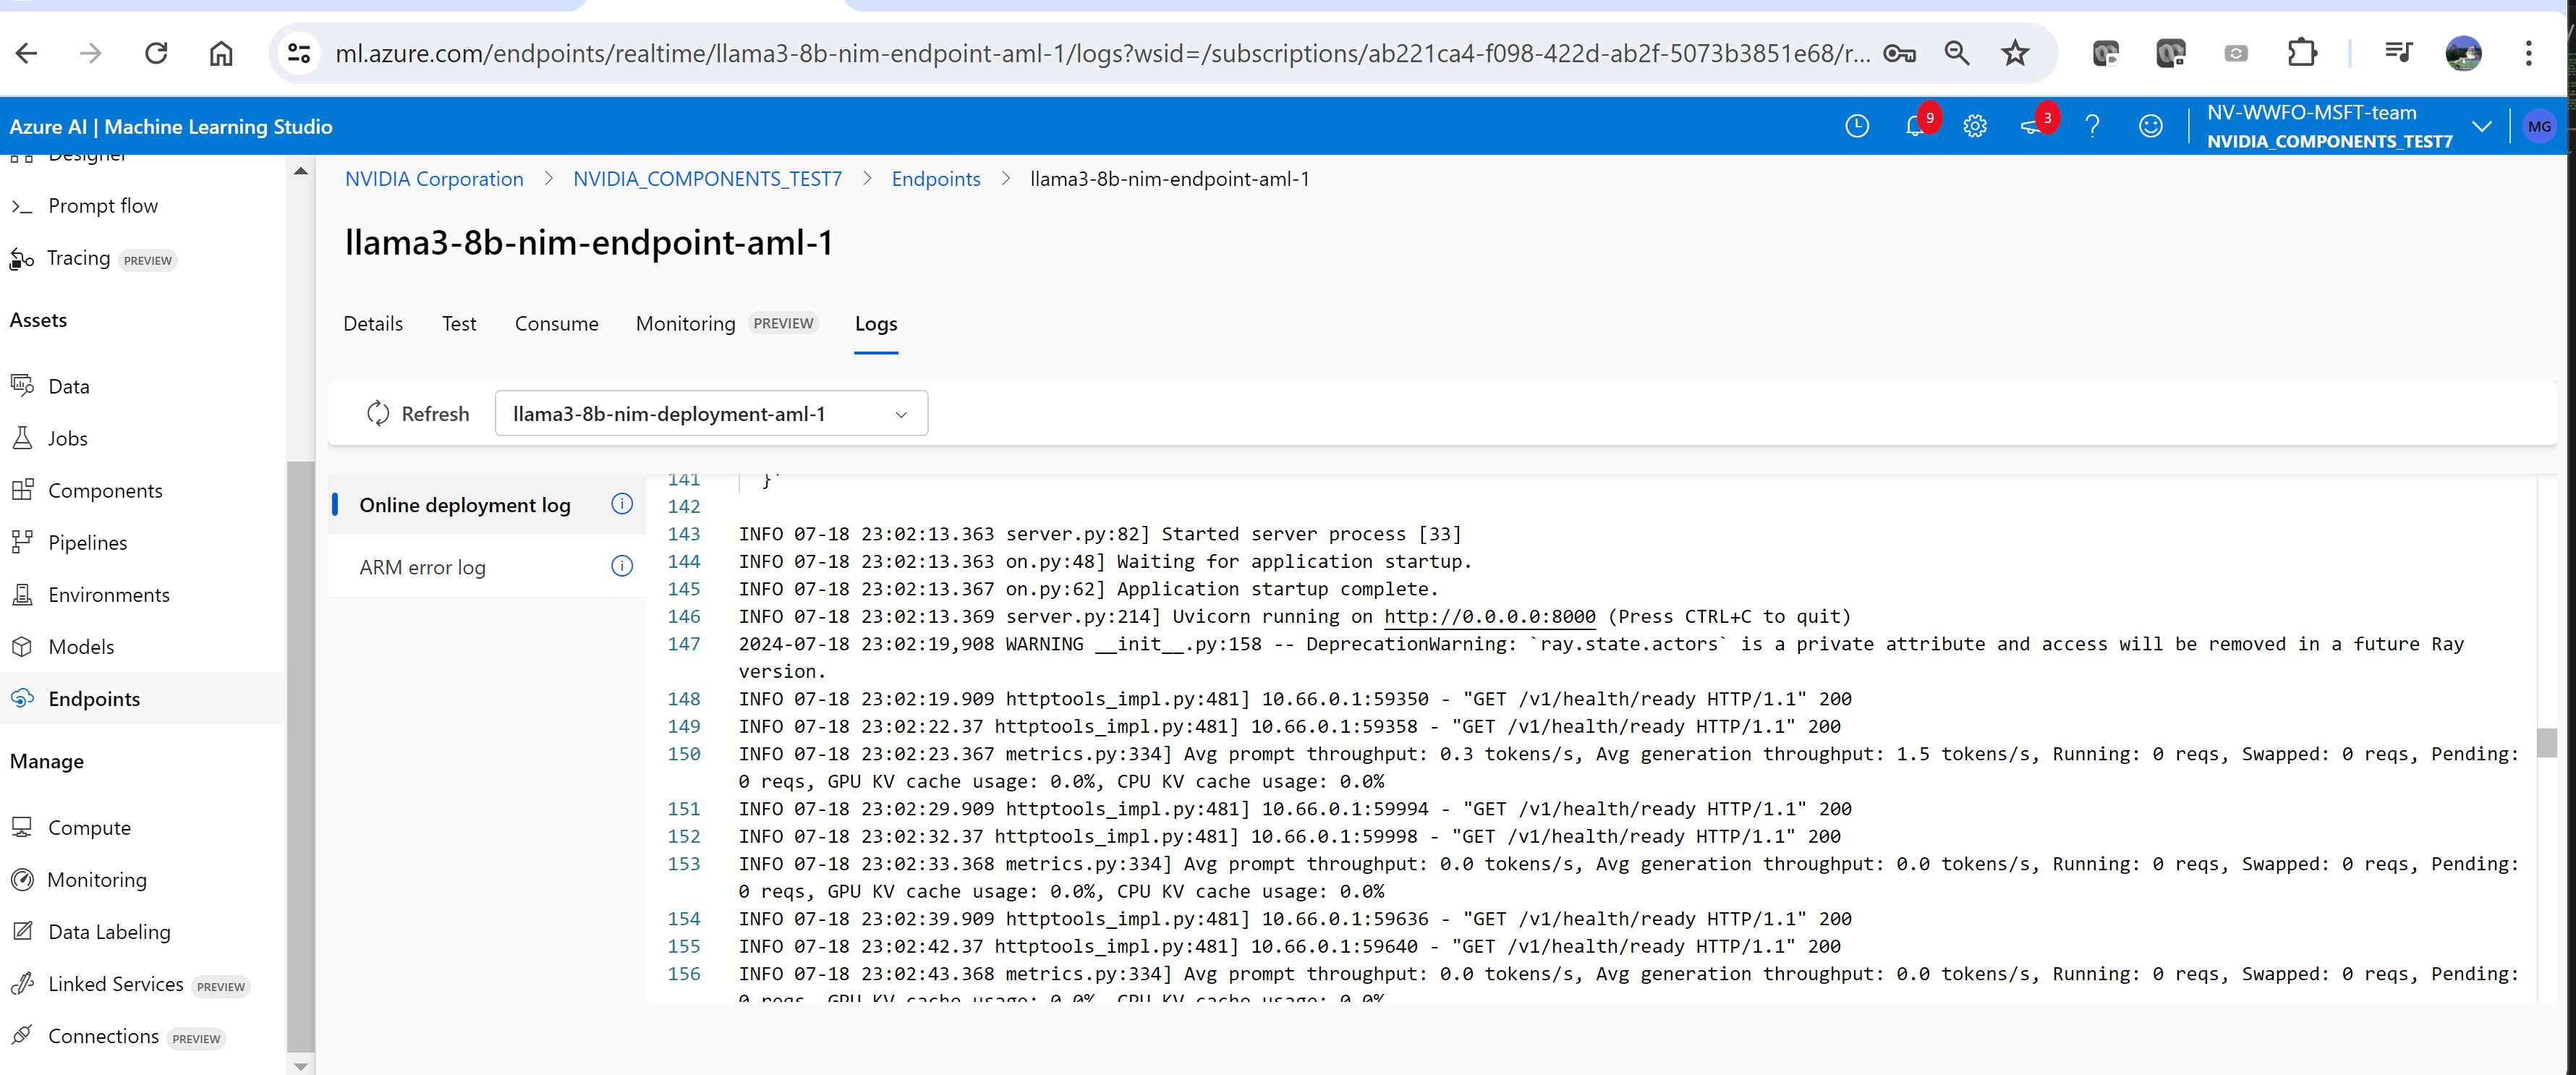 ml.azure.com/endpoints/realtime/llama3-8b-nim-endpoint-aml-1/logs?wsid=/subscriptions/ab221ca4-f098-422d-ab2f-5073b3851e68/r...
Azure AI | Machine Learning Studio
9
3
NV-WWFO-MSFT-team
NVIDIA_COMPONENTS_TEST7
MG
Designer
Prompt flow
Tracing PREVIEW
Assets
Data
Jobs
Components
Pipelines
Environments
Models
Endpoints
Manage
Compute
Monitoring
Data Labeling
Linked Services PREVIEW
Connections PREVIEW
NVIDIA Corporation > NVIDIA_COMPONENTS_TEST7 > Endpoints > llama3-8b-nim-endpoint-aml-1
llama3-8b-nim-endpoint-aml-1
Details Test Consume Monitoring PREVIEW Logs
Refresh llama3-8b-nim-deployment-aml-1
Online deployment log
ARM error log
141 }'
142
143 INFO 07-18 23:02:13.363 server.py:82] Started server process [33]
144 INFO 07-18 23:02:13.363 on.py:48] Waiting for application startup.
145 INFO 07-18 23:02:13.367 on.py:62] Application startup complete.
146 INFO 07-18 23:02:13.369 server.py:214] Uvicorn running on http://0.0.0.0:8000 (Press CTRL+C to quit)
147 2024-07-18 23:02:19,908 WARNING __init__.py:158 -- DeprecationWarning: `ray.state.actors` is a private attribute and access will be removed in a future Ray
version.
148 INFO 07-18 23:02:19.909 httptools_impl.py:481] 10.66.0.1:59350 - "GET /v1/health/ready HTTP/1.1" 200
149 INFO 07-18 23:02:22.37 httptools_impl.py:481] 10.66.0.1:59358 - "GET /v1/health/ready HTTP/1.1" 200
150 INFO 07-18 23:02:23.367 metrics.py:334] Avg prompt throughput: 0.3 tokens/s, Avg generation throughput: 1.5 tokens/s, Running: 0 reqs, Swapped: 0 reqs, Pending:
0 reqs, GPU KV cache usage: 0.0%, CPU KV cache usage: 0.0%
151 INFO 07-18 23:02:29.909 httptools_impl.py:481] 10.66.0.1:59994 - "GET /v1/health/ready HTTP/1.1" 200
152 INFO 07-18 23:02:32.37 httptools_impl.py:481] 10.66.0.1:59998 - "GET /v1/health/ready HTTP/1.1" 200
153 INFO 07-18 23:02:33.368 metrics.py:334] Avg prompt throughput: 0.0 tokens/s, Avg generation throughput: 0.0 tokens/s, Running: 0 reqs, Swapped: 0 reqs, Pending:
0 reqs, GPU KV cache usage: 0.0%, CPU KV cache usage: 0.0%
154 INFO 07-18 23:02:39.909 httptools_impl.py:481] 10.66.0.1:59636 - "GET /v1/health/ready HTTP/1.1" 200
155 INFO 07-18 23:02:42.37 httptools_impl.py:481] 10.66.0.1:59640 - "GET /v1/health/ready HTTP/1.1" 200
156 INFO 07-18 23:02:43.368 metrics.py:334] Avg prompt throughput: 0.0 tokens/s, Avg generation throughput: 0.0 tokens/s, Running: 0 reqs, Swapped: 0 reqs, Pending:
0 reqs, GPU KV cache usage: 0.0%, CPU KV cache usage: 0.0%